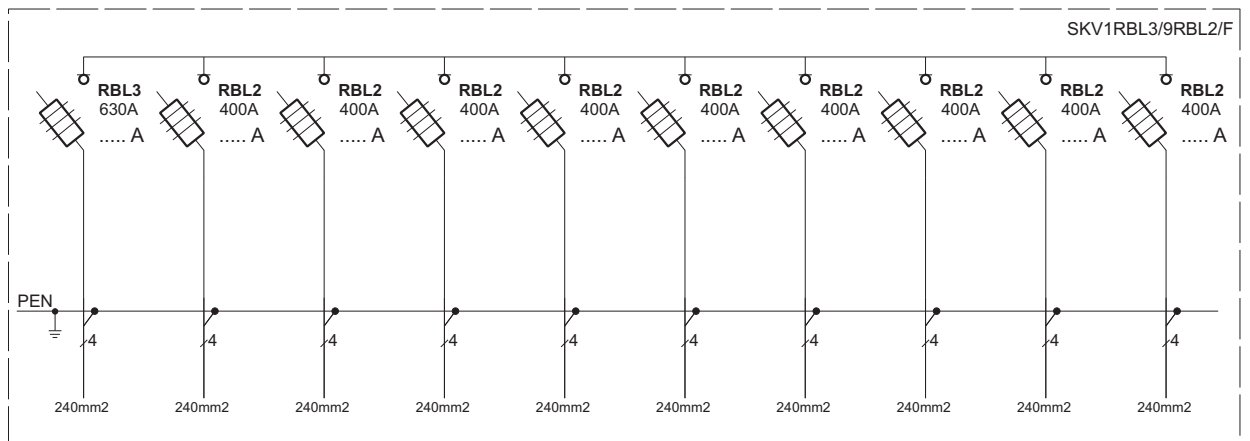 SKV1RBL3/9RBL2/F
RBL3 RBL2 RBL2 RBL2 RBL2 RBL2 RBL2 RBL2 RBL2 RBL2
630A 400A 400A 400A 400A 400A 400A 400A 400A 400A
..... A ..... A ..... A ..... A ..... A ..... A ..... A ..... A ..... A ..... A
PEN
4 4 4 4 4 4 4 4 4 4
240mm2 240mm2 240mm2 240mm2 240mm2 240mm2 240mm2 240mm2 240mm2 240mm2